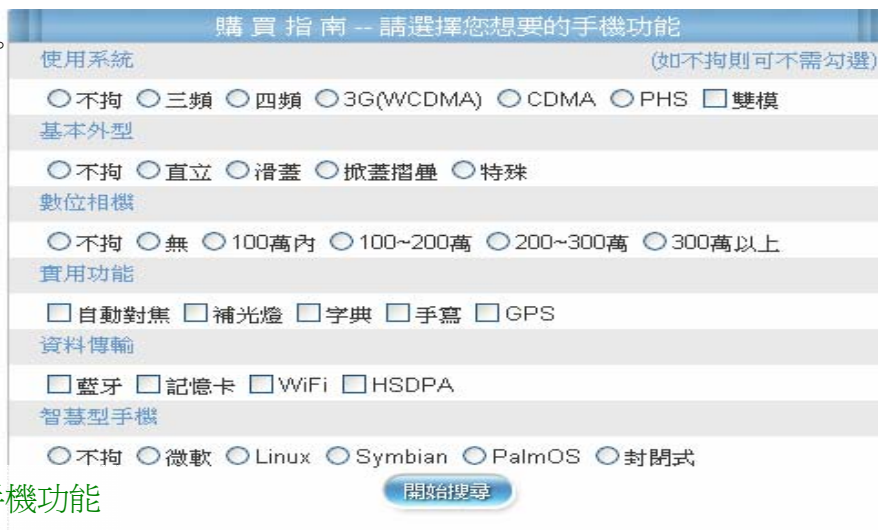 購買指南 -- 請選擇您想要的手機功能
。
使用系統 (如不拘則可不需勾選)
不拘 三頻 四頻 3G(WCDMA) CDMA PHS 雙模
基本外型
不拘 直立 滑蓋 掀蓋摺疊 特殊
數位相機
不拘 無 100萬內 100~200萬 200~300萬 300萬以上
實用功能
自動對焦 補光燈 字典 手寫 GPS
資料傳輸
藍牙 記憶卡 WiFi HSDPA
智慧型手機
不拘 微軟 Linux Symbian PalmOS 封閉式
開始搜尋
機功能